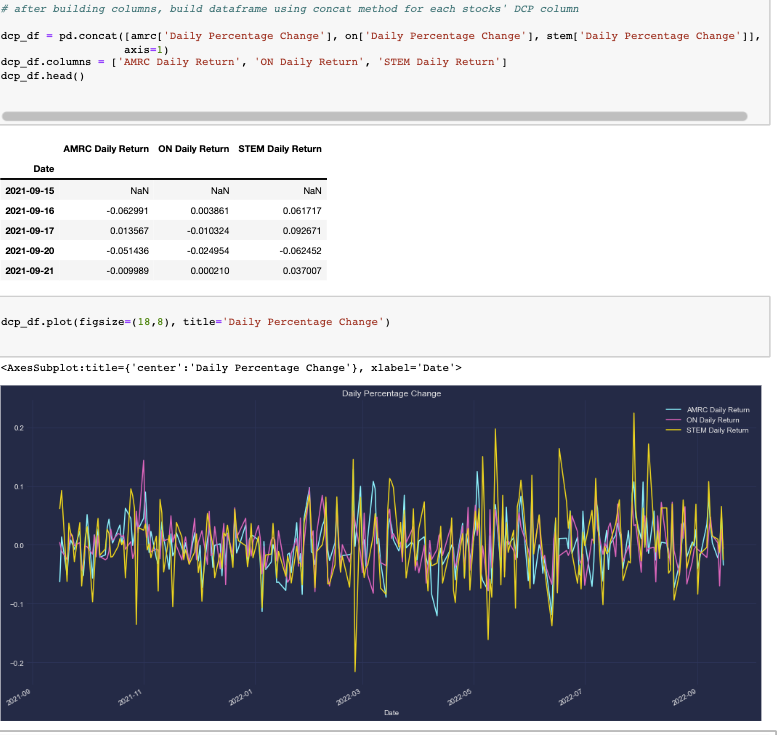 # after building columns, build dataframe using concat method for each stocks' DCP column
dcp_df = pd.concat([amrc['Daily Percentage Change'], on['Daily Percentage Change'], stem['Daily Percentage Change']],
axis=1)
dcp_df.columns = ['AMRC Daily Return', 'ON Daily Return', 'STEM Daily Return']
dcp_df.head()
AMRC Daily Return ON Daily Return STEM Daily Return
Date
2021-09-15 NaN NaN NaN
2021-09-16 -0.062991 0.003861 0.061717
2021-09-17 0.013567 -0.010324 0.092671
2021-09-20 -0.051436 -0.024954 -0.062452
2021-09-21 -0.009989 0.000210 0.037007
dcp_df.plot(figsize=(18,8), title='Daily Percentage Change')
<AxesSubplot:title={'center':'Daily Percentage Change'}, xlabel='Date'>
Daily Percentage Change
AMRC Daily Return
ON Daily Return
STEM Daily Return
0.2
0.1
0.0
−0.1
−0.2
2021-09 2021-11 2022-01 2022-03 2022-05 2022-07 2022-09
Date